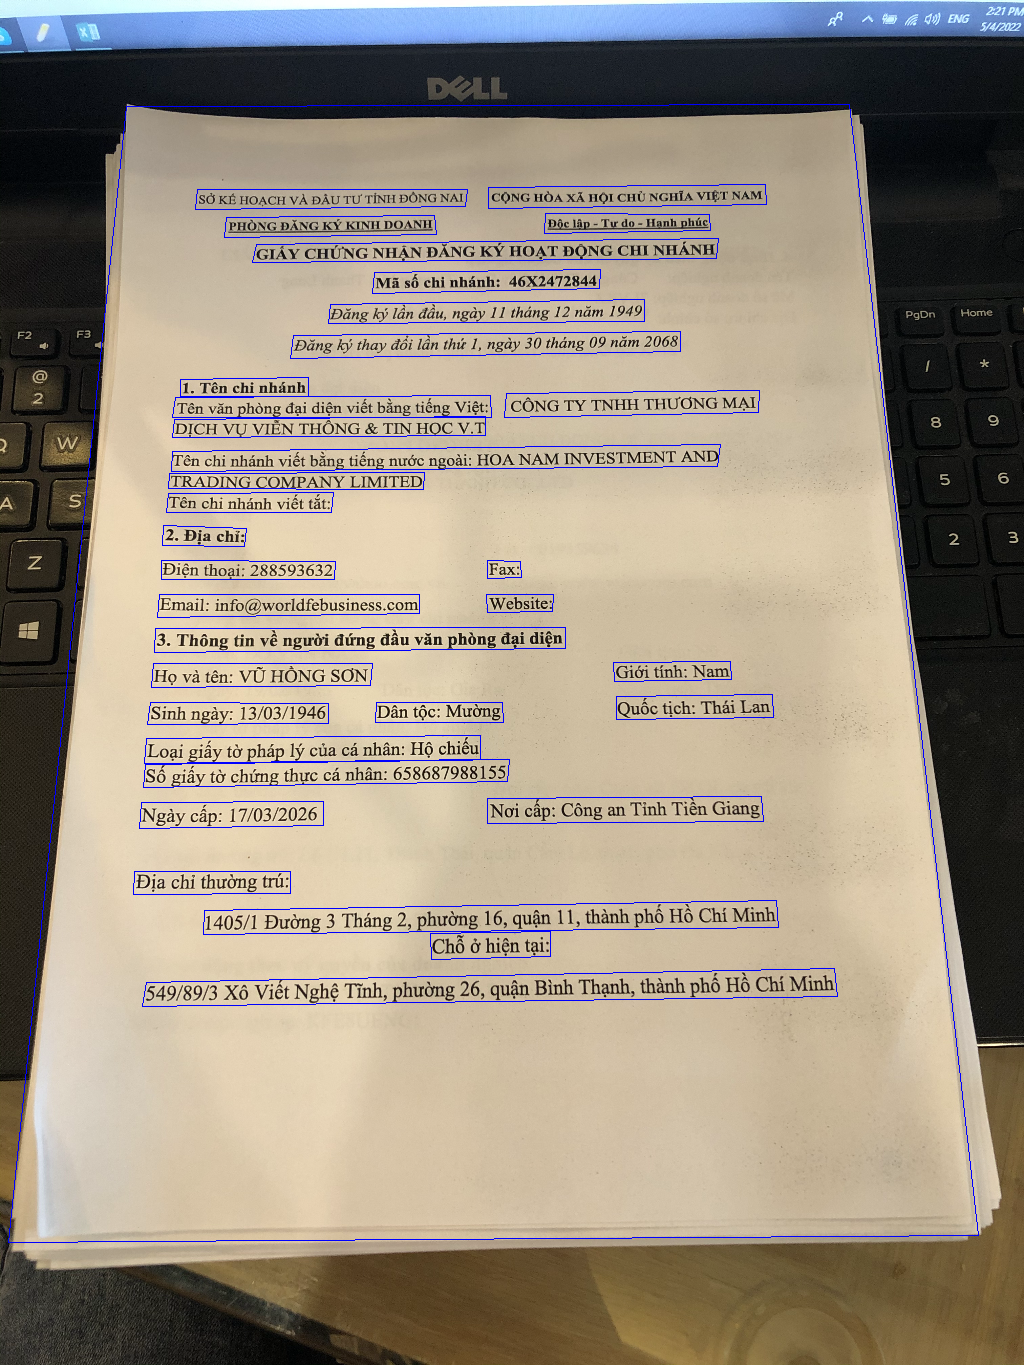 2:21 PM
ENG
5/4/2022
DELL
SỞ KẾ HOẠCH VÀ ĐẦU TƯ TỈNH ĐỒNG NAI CỘNG HÒA XÃ HỘI CHỦ NGHĨA VIỆT NAM
PHÒNG ĐĂNG KÝ KINH DOANH Độc lập - Tự do - Hạnh phúc
GIẤY CHỨNG NHẬN ĐĂNG KÝ HOẠT ĐỘNG CHI NHÁNH
Mã số chi nhánh: 46X2472844
Đăng ký lần đầu, ngày 11 tháng 12 năm 1949
Đăng ký thay đổi lần thứ 1, ngày 30 tháng 09 năm 2068
1. Tên chi nhánh
Tên văn phòng đại diện viết bằng tiếng Việt: CÔNG TY TNHH THƯƠNG MẠI
DỊCH VỤ VIỄN THÔNG & TIN HỌC V.T
Tên chi nhánh viết bằng tiếng nước ngoài: HOA NAM INVESTMENT AND
TRADING COMPANY LIMITED
Tên chi nhánh viết tắt:
2. Địa chỉ:
Điện thoại: 288593632 Fax:
Email: info@worldfebusiness.com Website:
3. Thông tin về người đứng đầu văn phòng đại diện
Họ và tên: VŨ HỒNG SƠN Giới tính: Nam
Sinh ngày: 13/03/1946 Dân tộc: Mường Quốc tịch: Thái Lan
Loại giấy tờ pháp lý của cá nhân: Hộ chiếu
Số giấy tờ chứng thực cá nhân: 658687988155
Ngày cấp: 17/03/2026 Nơi cấp: Công an Tỉnh Tiền Giang
Địa chỉ thường trú:
1405/1 Đường 3 Tháng 2, phường 16, quận 11, thành phố Hồ Chí Minh
Chỗ ở hiện tại:
549/89/3 Xô Viết Nghệ Tĩnh, phường 26, quận Bình Thạnh, thành phố Hồ Chí Minh
F2 F3
@
2
W
A S
Z
PgDn Home
/ *
8 9
5 6
2 3